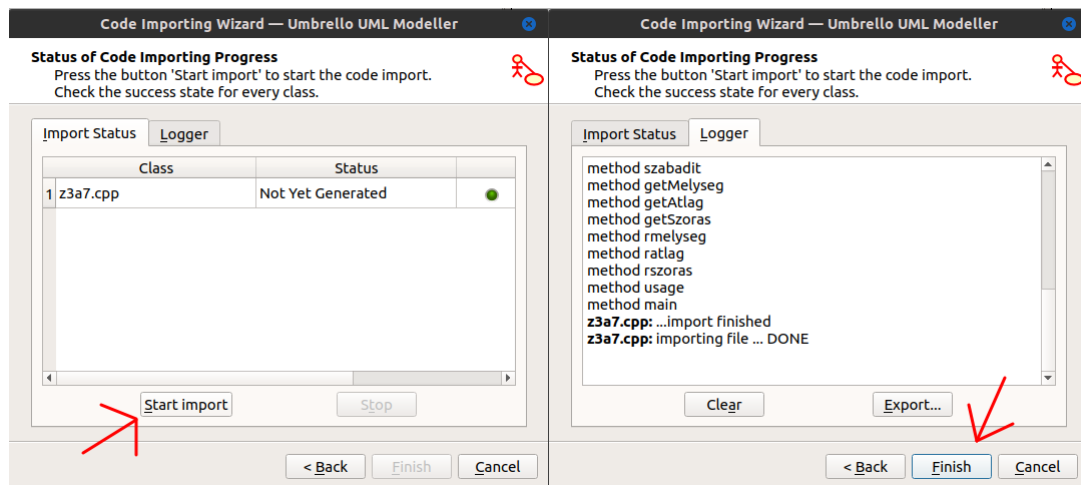 Code Importing Wizard — Umbrello UML Modeller
Status of Code Importing Progress
Press the button 'Start import' to start the code import.
Check the success state for every class.
Import Status
Logger
Class
Status
1
z3a7.cpp
Not Yet Generated
Start import
Stop
< Back
Finish
Cancel
Code Importing Wizard — Umbrello UML Modeller
Status of Code Importing Progress
Press the button 'Start import' to start the code import.
Check the success state for every class.
Import Status
Logger
method szabadit
method getMelyseg
method getAtlag
method getSzoras
method rmelyseg
method ratlag
method rszoras
method usage
method main
z3a7.cpp: ...import finished
z3a7.cpp: importing file ... DONE
Clear
Export...
< Back
Finish
Cancel